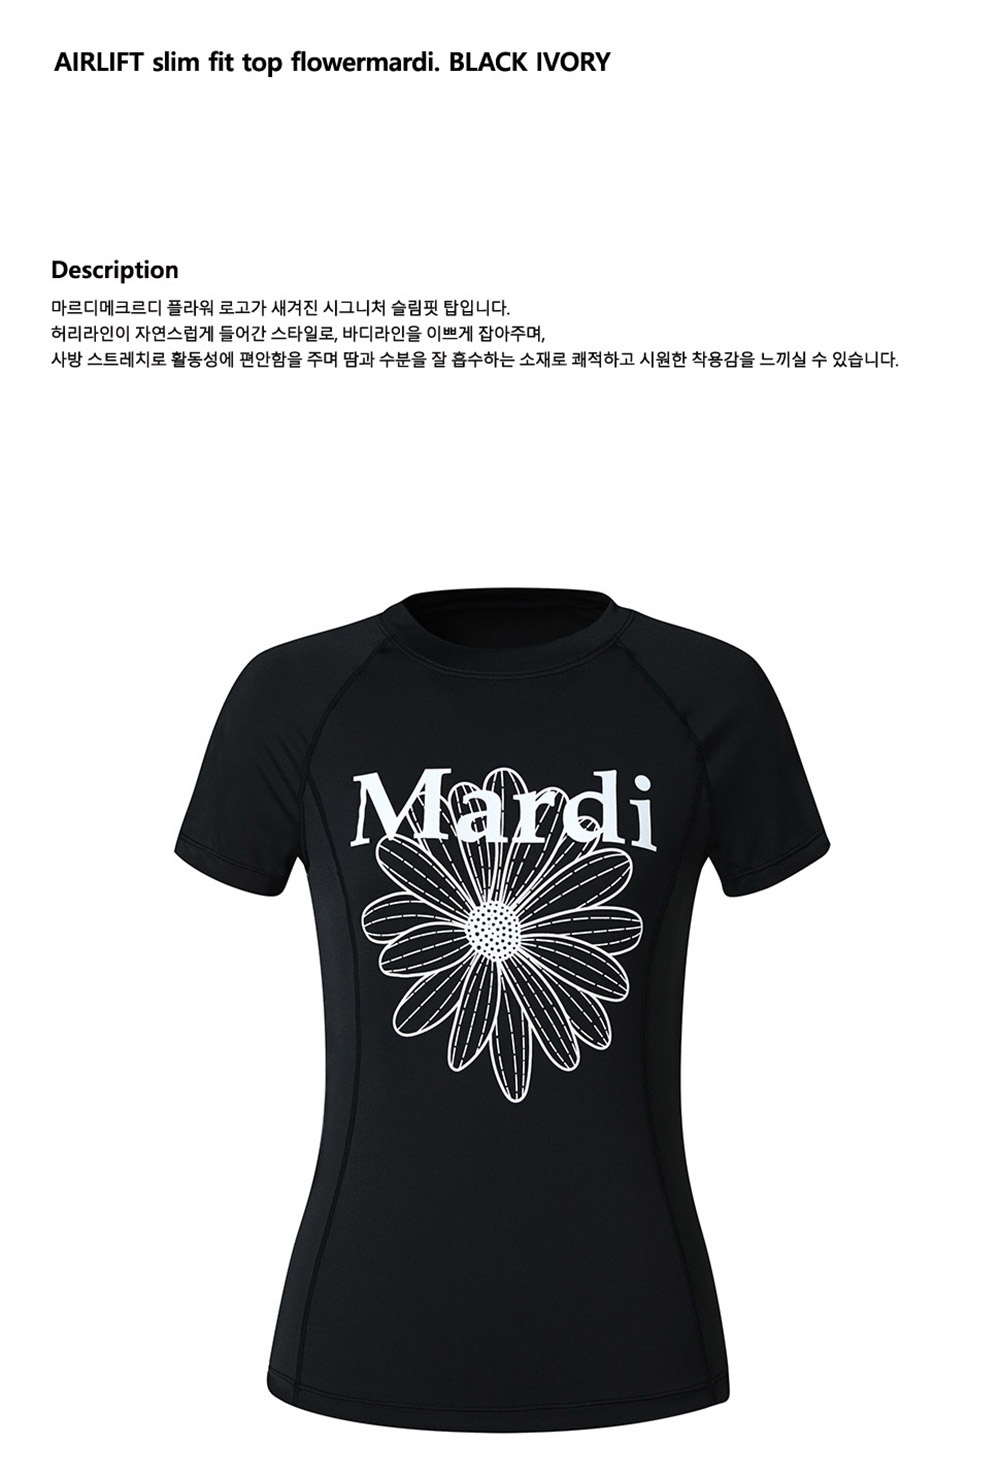 AIRLIFT slim fit top flowermardi. BLACK IVORY
Description
마르디메크르디 플라워 로고가 새겨진 시그니처 슬림핏 탑입니다.
허리라인이 자연스럽게 들어간 스타일로, 바디라인을 이쁘게 잡아주며,
사방 스트레치로 활동성에 편안함을 주며 땀과 수분을 잘 흡수하는 소재로 쾌적하고 시원한 착용감을 느끼실 수 있습니다.
Mardi